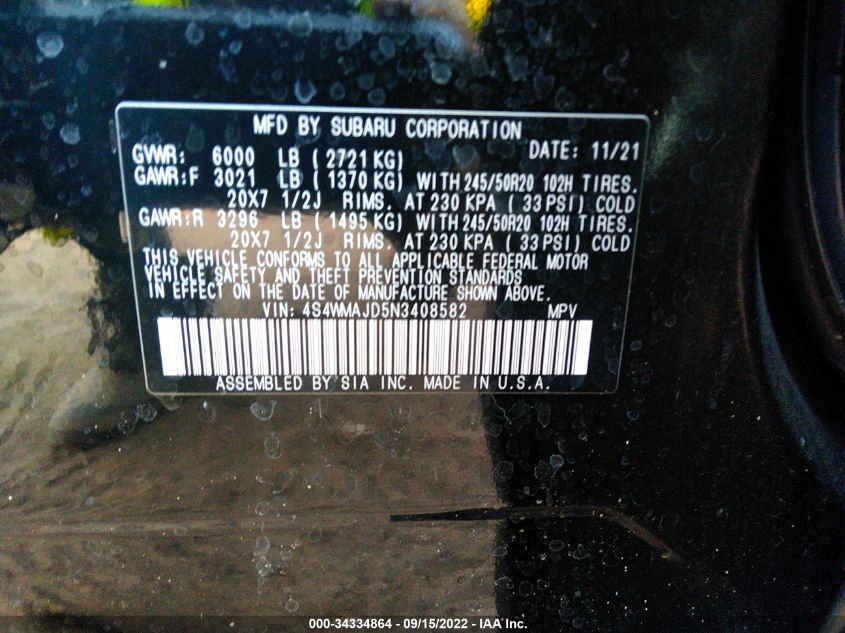 MFD BY SUBARU CORPORATION
GVWR: 6000 LB ( 2721 KG) DATE: 11/21
GAWR:F 3021 LB ( 1370 KG) WITH 245/50R20 102H TIRES.
20X7 1/2J RIMS. AT 230 KPA ( 33 PSI) COLD
GAWR:R 3296 LB ( 1495 KG) WITH 245/50R20 102H TIRES.
20X7 1/2J RIMS. AT 230 KPA ( 33 PSI) COLD
THIS VEHICLE CONFORMS TO ALL APPLICABLE FEDERAL MOTOR
VEHICLE SAFETY AND THEFT PREVENTION STANDARDS
IN EFFECT ON THE DATE OF MANUFACTURE SHOWN ABOVE.
VIN: 4S4WMAJD5N3408582 MPV
ASSEMBLED BY SIA INC. MADE IN U.S.A.
000-34334864 - 09/15/2022 - IAA Inc.